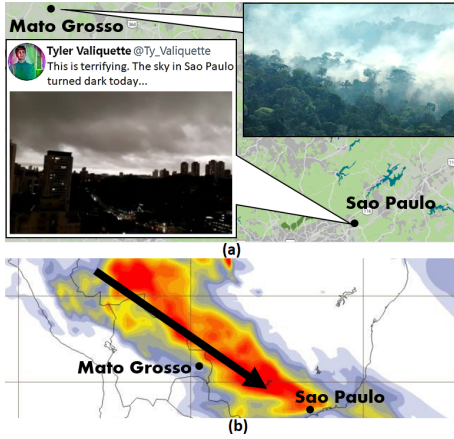 Mato Grosso
Tyler Valiquette @Ty_Valiquette
This is terrifying. The sky in Sao Paulo
turned dark today...
Sao Paulo
116
(a)
Mato Grosso
Sao Paulo
(b)